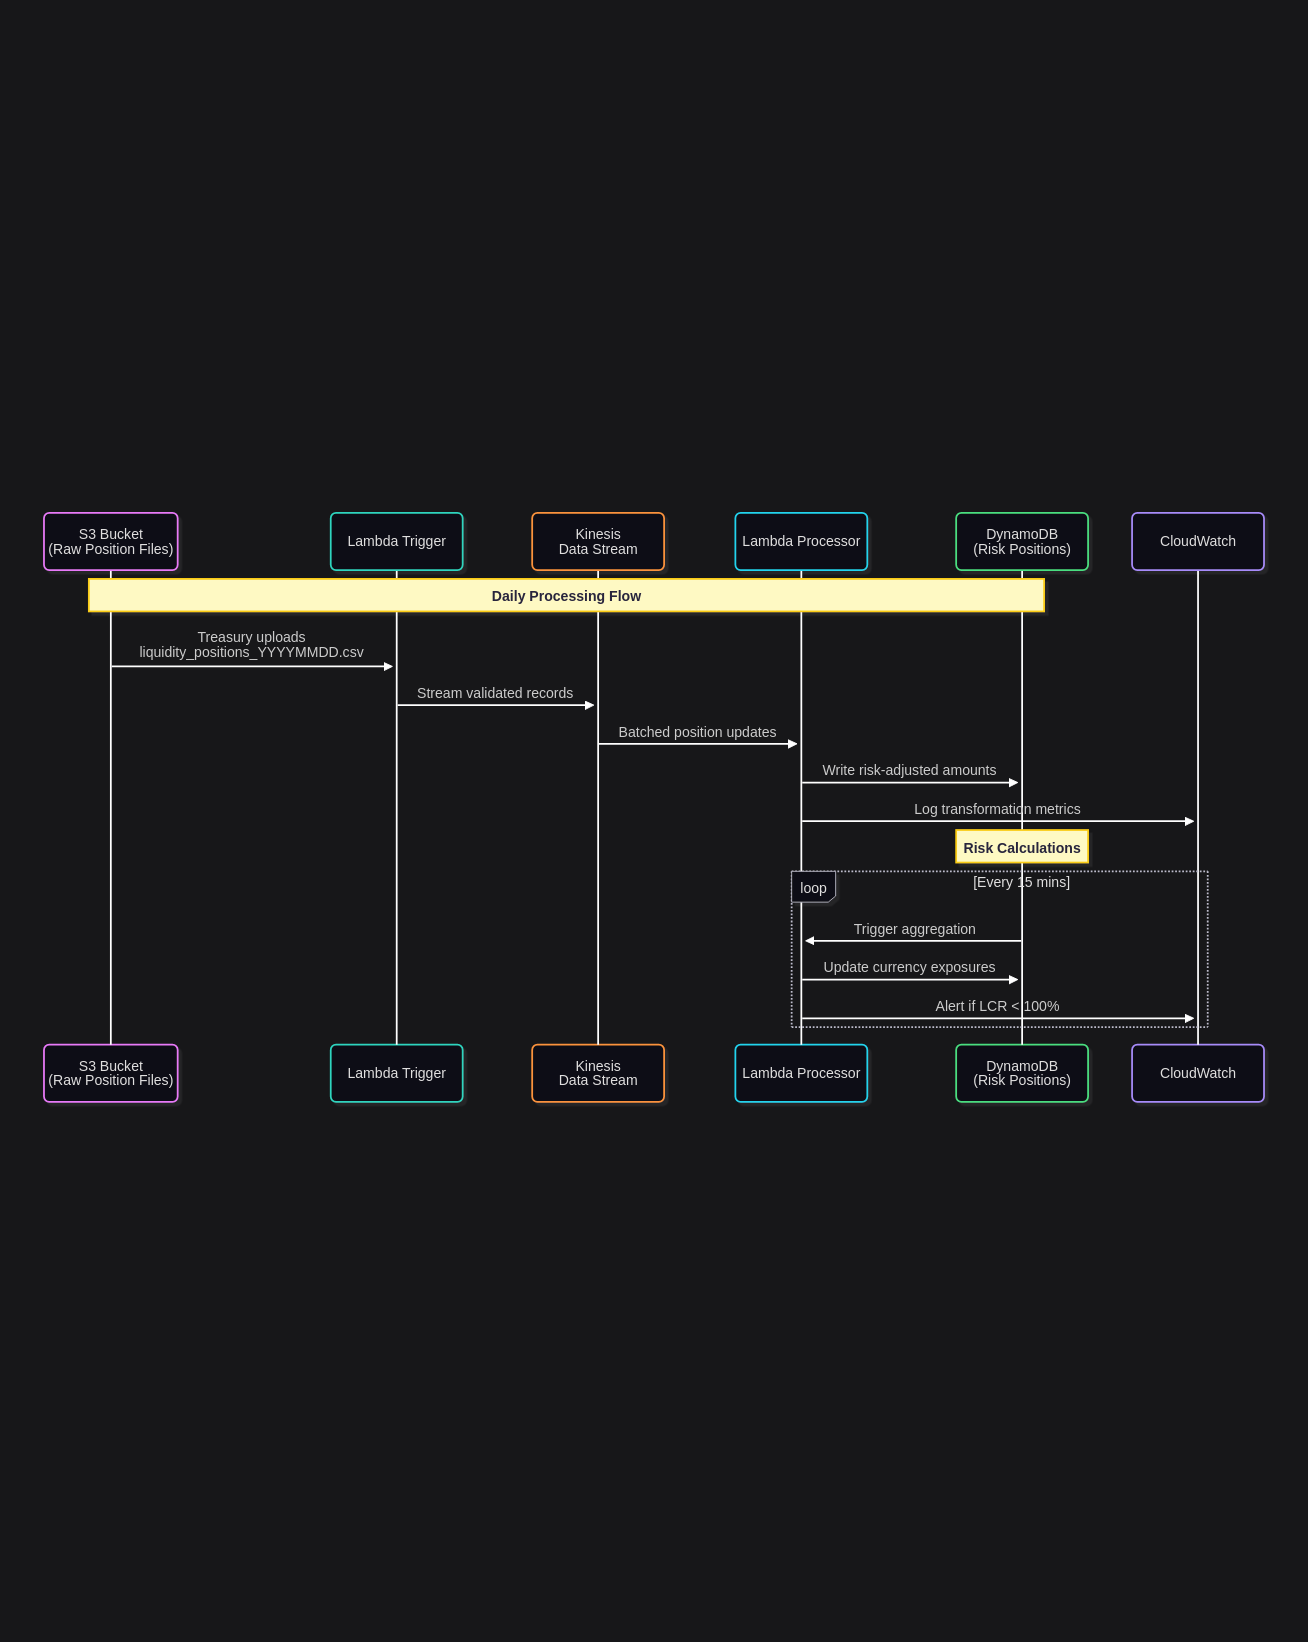 S3 Bucket
(Raw Position Files)
Lambda Trigger
Kinesis
Data Stream
Lambda Processor
DynamoDB
(Risk Positions)
CloudWatch
Daily Processing Flow
Treasury uploads
liquidity_positions_YYYYMMDD.csv
Stream validated records
Batched position updates
Write risk-adjusted amounts
Log transformation metrics
Risk Calculations
loop
[Every 15 mins]
Trigger aggregation
Update currency exposures
Alert if LCR < 100%
S3 Bucket
(Raw Position Files)
Lambda Trigger
Kinesis
Data Stream
Lambda Processor
DynamoDB
(Risk Positions)
CloudWatch